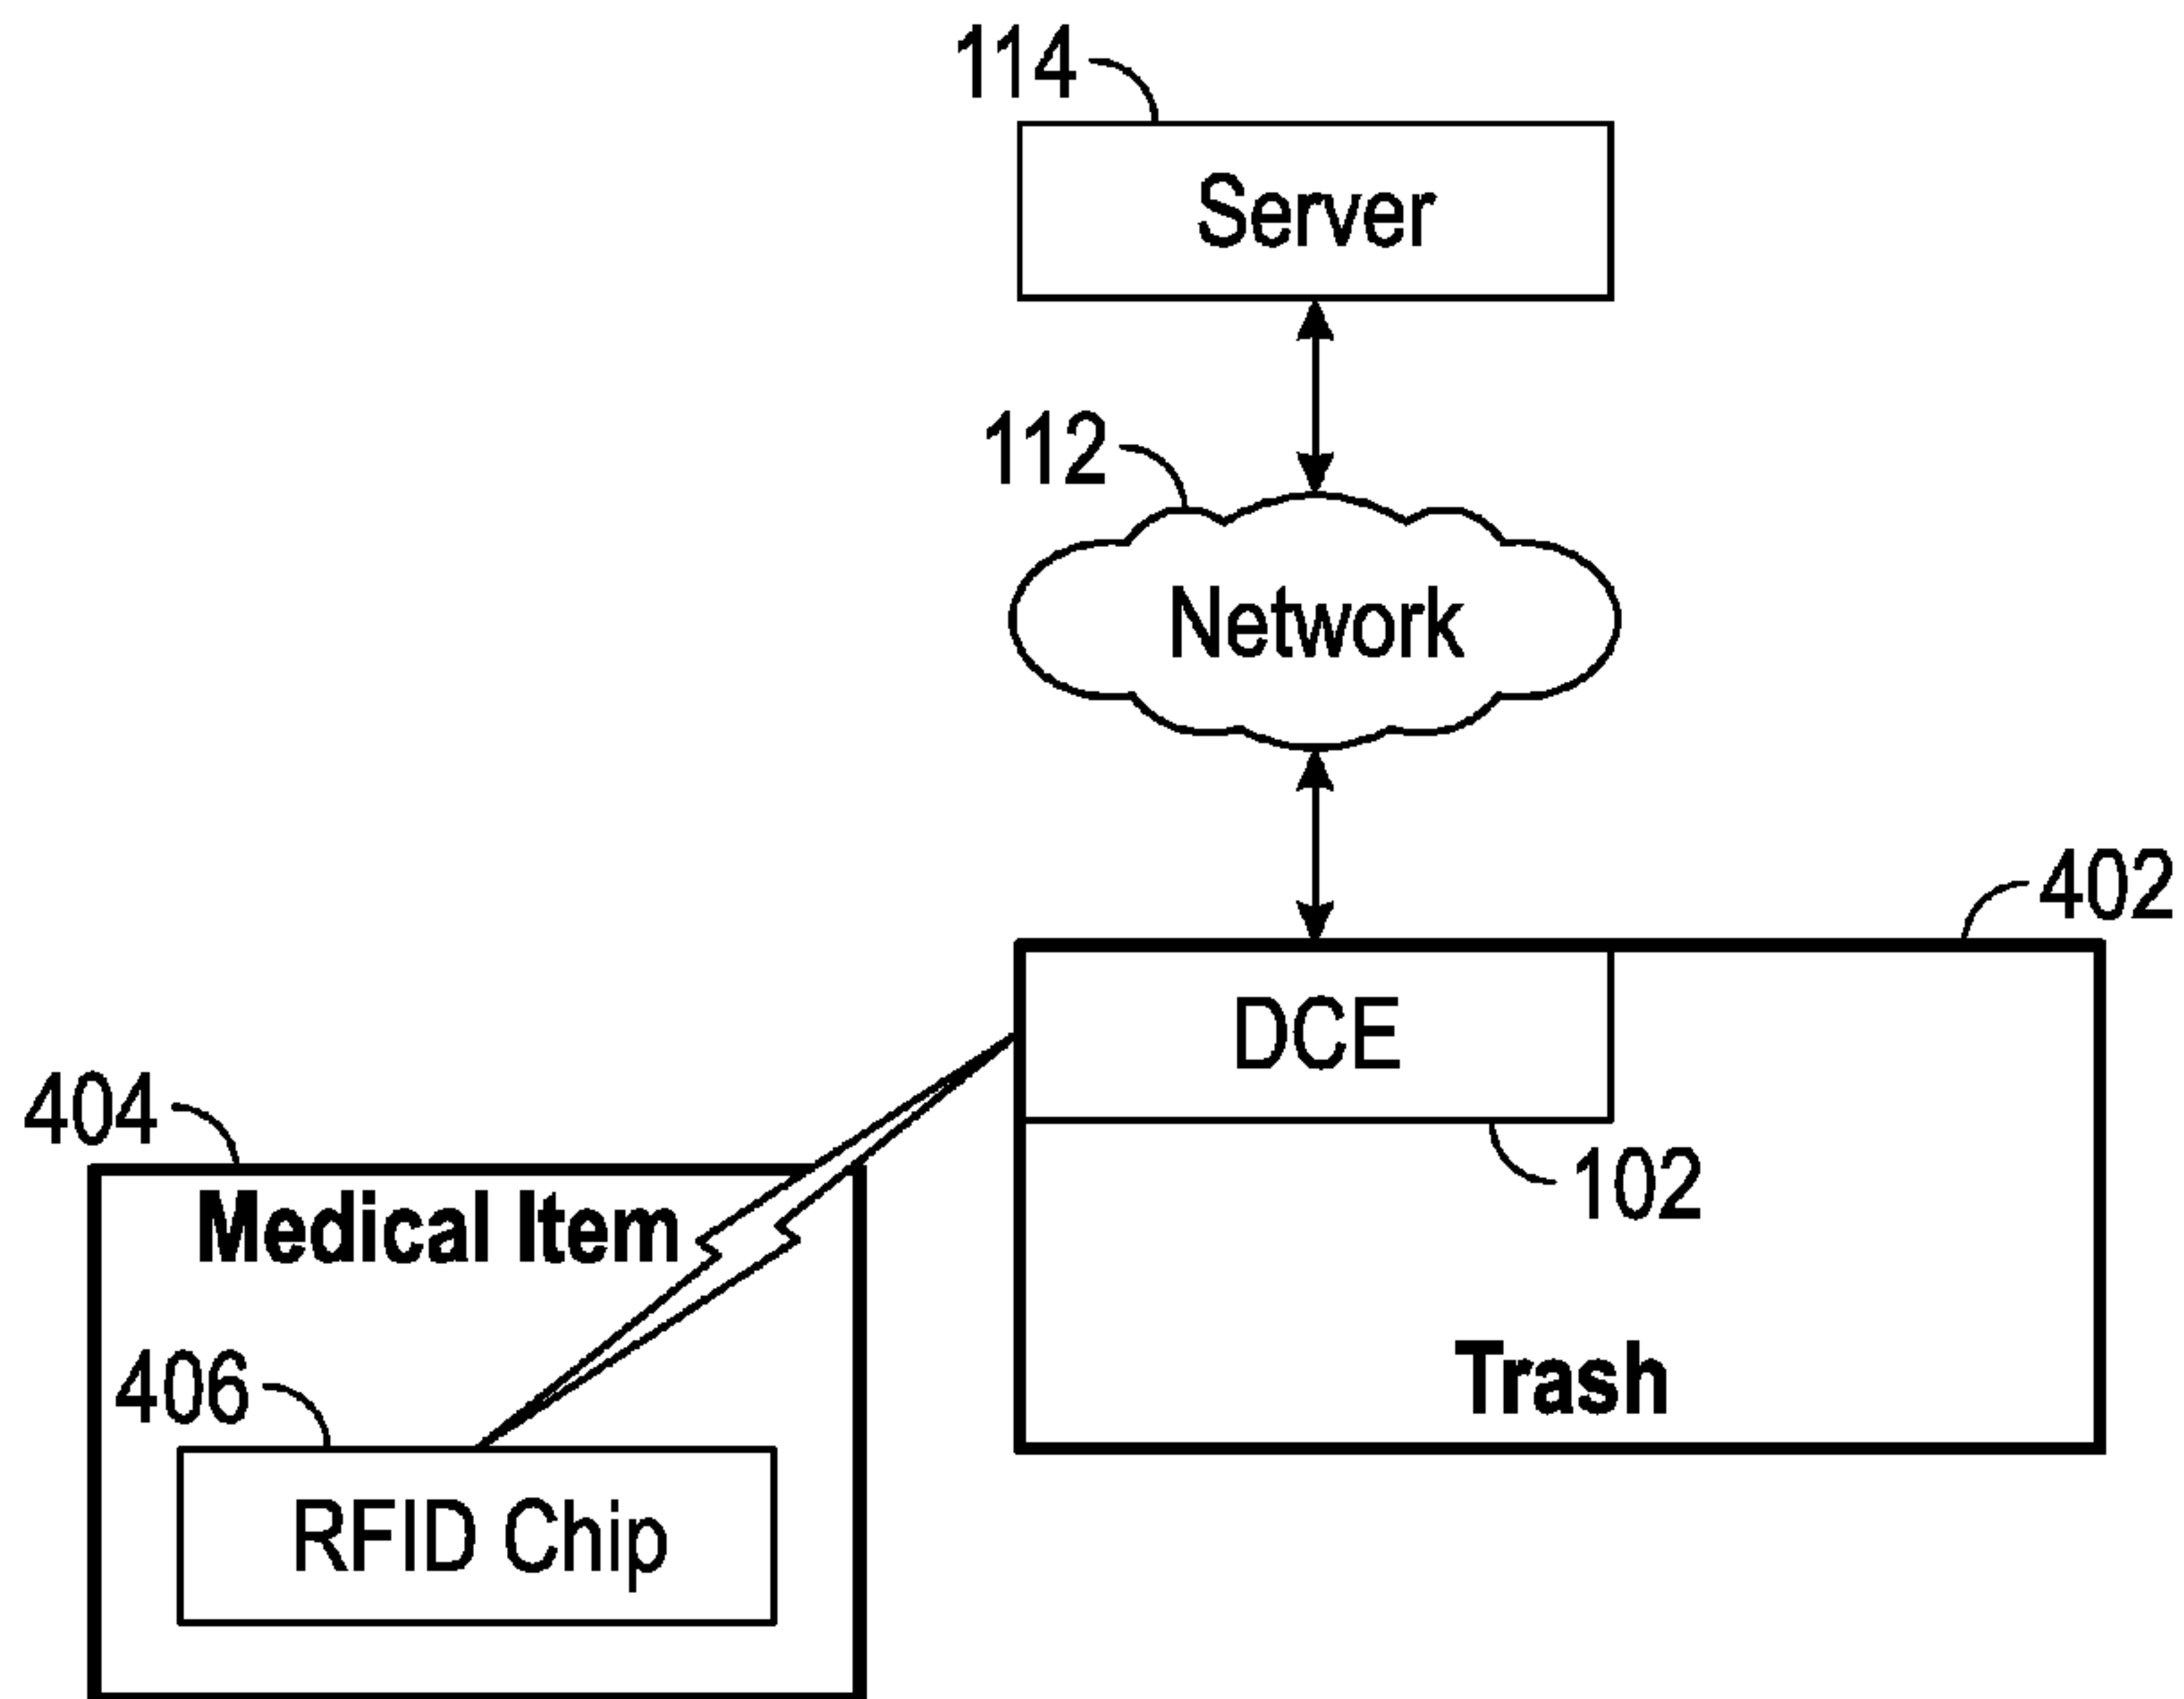 114
Server
112
Network
402
DCE
404
102
Medical Item
Trash
406
RFID Chip